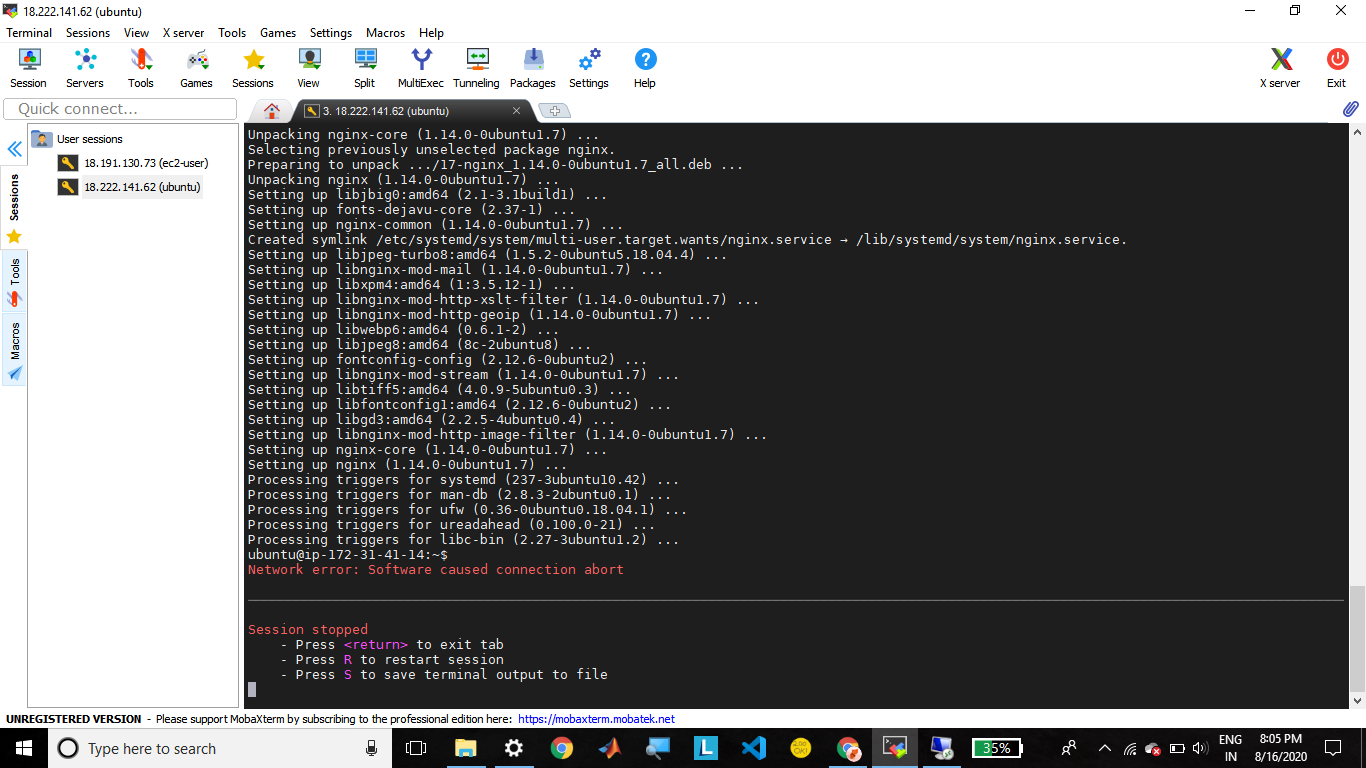 18.222.141.62 (ubuntu)
Terminal Sessions View X server Tools Games Settings Macros Help
Session Servers Tools Games Sessions View Split MultiExec Tunneling Packages Settings Help X server Exit
Quick connect...
3. 18.222.141.62 (ubuntu)
User sessions
18.191.130.73 (ec2-user)
18.222.141.62 (ubuntu)
Sessions
Tools
Macros
Unpacking nginx-core (1.14.0-0ubuntu1.7) ...
Selecting previously unselected package nginx.
Preparing to unpack .../17-nginx_1.14.0-0ubuntu1.7_all.deb ...
Unpacking nginx (1.14.0-0ubuntu1.7) ...
Setting up libjbig0:amd64 (2.1-3.1build1) ...
Setting up fonts-dejavu-core (2.37-1) ...
Setting up nginx-common (1.14.0-0ubuntu1.7) ...
Created symlink /etc/systemd/system/multi-user.target.wants/nginx.service → /lib/systemd/system/nginx.service.
Setting up libjpeg-turbo8:amd64 (1.5.2-0ubuntu5.18.04.4) ...
Setting up libnginx-mod-mail (1.14.0-0ubuntu1.7) ...
Setting up libxpm4:amd64 (1:3.5.12-1) ...
Setting up libnginx-mod-http-xslt-filter (1.14.0-0ubuntu1.7) ...
Setting up libnginx-mod-http-geoip (1.14.0-0ubuntu1.7) ...
Setting up libwebp6:amd64 (0.6.1-2) ...
Setting up libjpeg8:amd64 (8c-2ubuntu8) ...
Setting up fontconfig-config (2.12.6-0ubuntu2) ...
Setting up libnginx-mod-stream (1.14.0-0ubuntu1.7) ...
Setting up libtiff5:amd64 (4.0.9-5ubuntu0.3) ...
Setting up libfontconfig1:amd64 (2.12.6-0ubuntu2) ...
Setting up libgd3:amd64 (2.2.5-4ubuntu0.4) ...
Setting up libnginx-mod-http-image-filter (1.14.0-0ubuntu1.7) ...
Setting up nginx-core (1.14.0-0ubuntu1.7) ...
Setting up nginx (1.14.0-0ubuntu1.7) ...
Processing triggers for systemd (237-3ubuntu10.42) ...
Processing triggers for man-db (2.8.3-2ubuntu0.1) ...
Processing triggers for ufw (0.36-0ubuntu0.18.04.1) ...
Processing triggers for ureadahead (0.100.0-21) ...
Processing triggers for libc-bin (2.27-3ubuntu1.2) ...
ubuntu@ip-172-31-41-14:~$
Network error: Software caused connection abort
Session stopped
- Press <return> to exit tab
- Press R to restart session
- Press S to save terminal output to file
UNREGISTERED VERSION - Please support MobaXterm by subscribing to the professional edition here: https://mobaxterm.mobatek.net
Type here to search
L
35%
ENG
IN
8:05 PM
8/16/2020